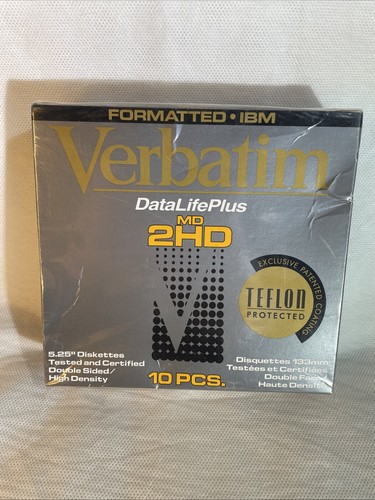 FORMATTED • IBM
Verbatim
DataLifePlus
MD
2HD
EXCLUSIVE PATENTED COATING
TEFLON
PROTECTED
5.25" Diskettes
Tested and Certified
Double Sided/
High Density
10 PCS.
Disquettes 133mm
Testées et Certifiées
Double Face/
Haute Densité